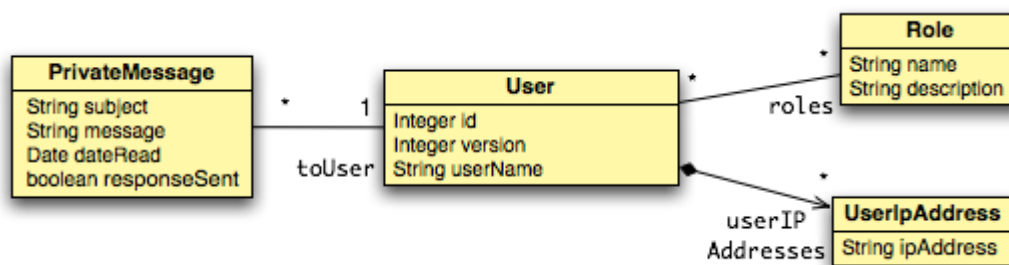 PrivateMessage
String subject
String message
Date dateRead
boolean responseSent
* 1
toUser
User
Integer id
Integer version
String userName
* *
roles
Role
String name
String description
*
userIP
Addresses
UserIpAddress
String ipAddress